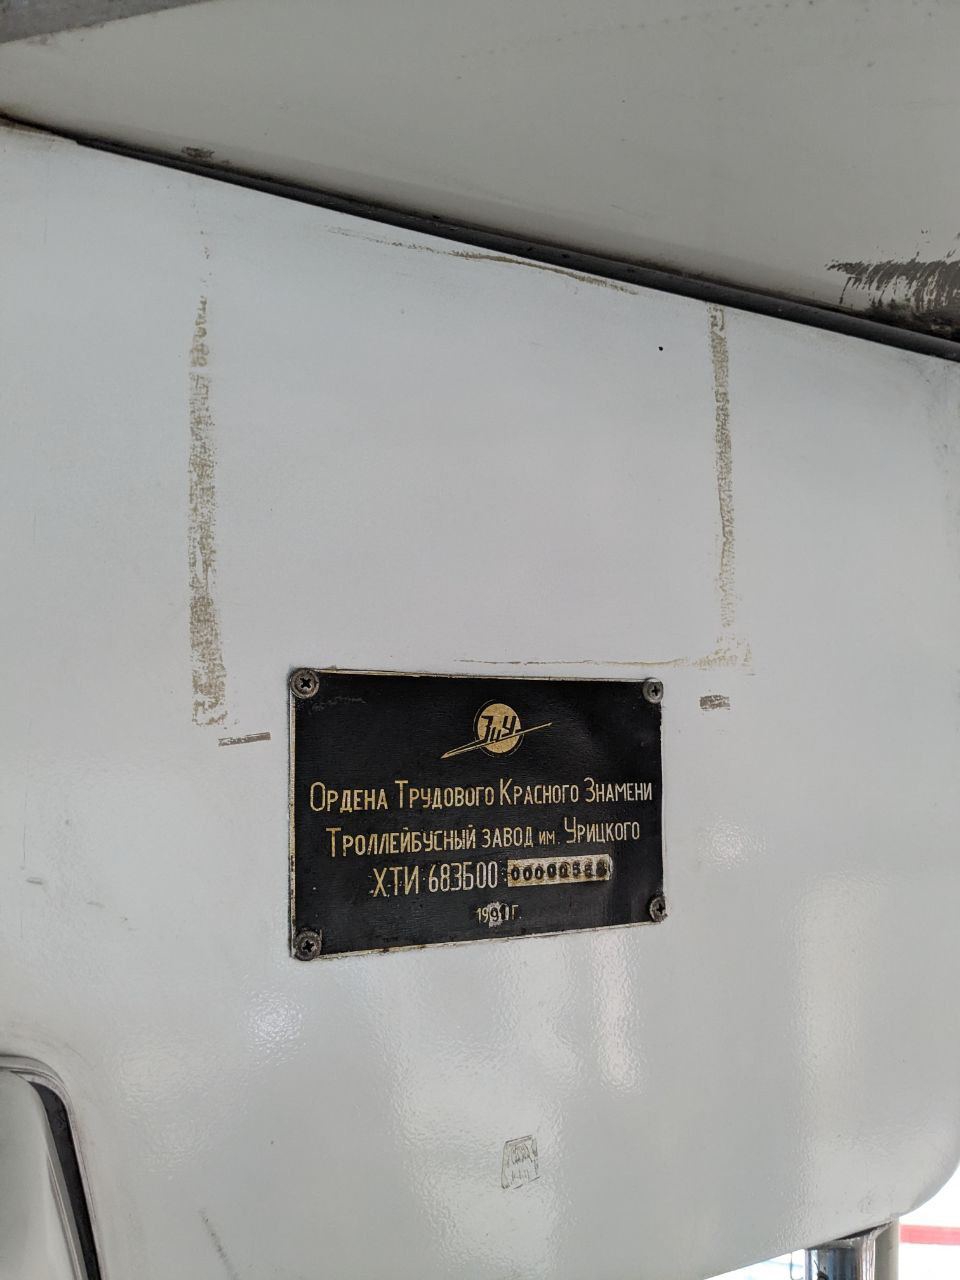 ЗиУ
Ордена Трудового Красного Знамени
Троллейбусный завод им. Урицкого
ХТИ 683Б00
1991 г.